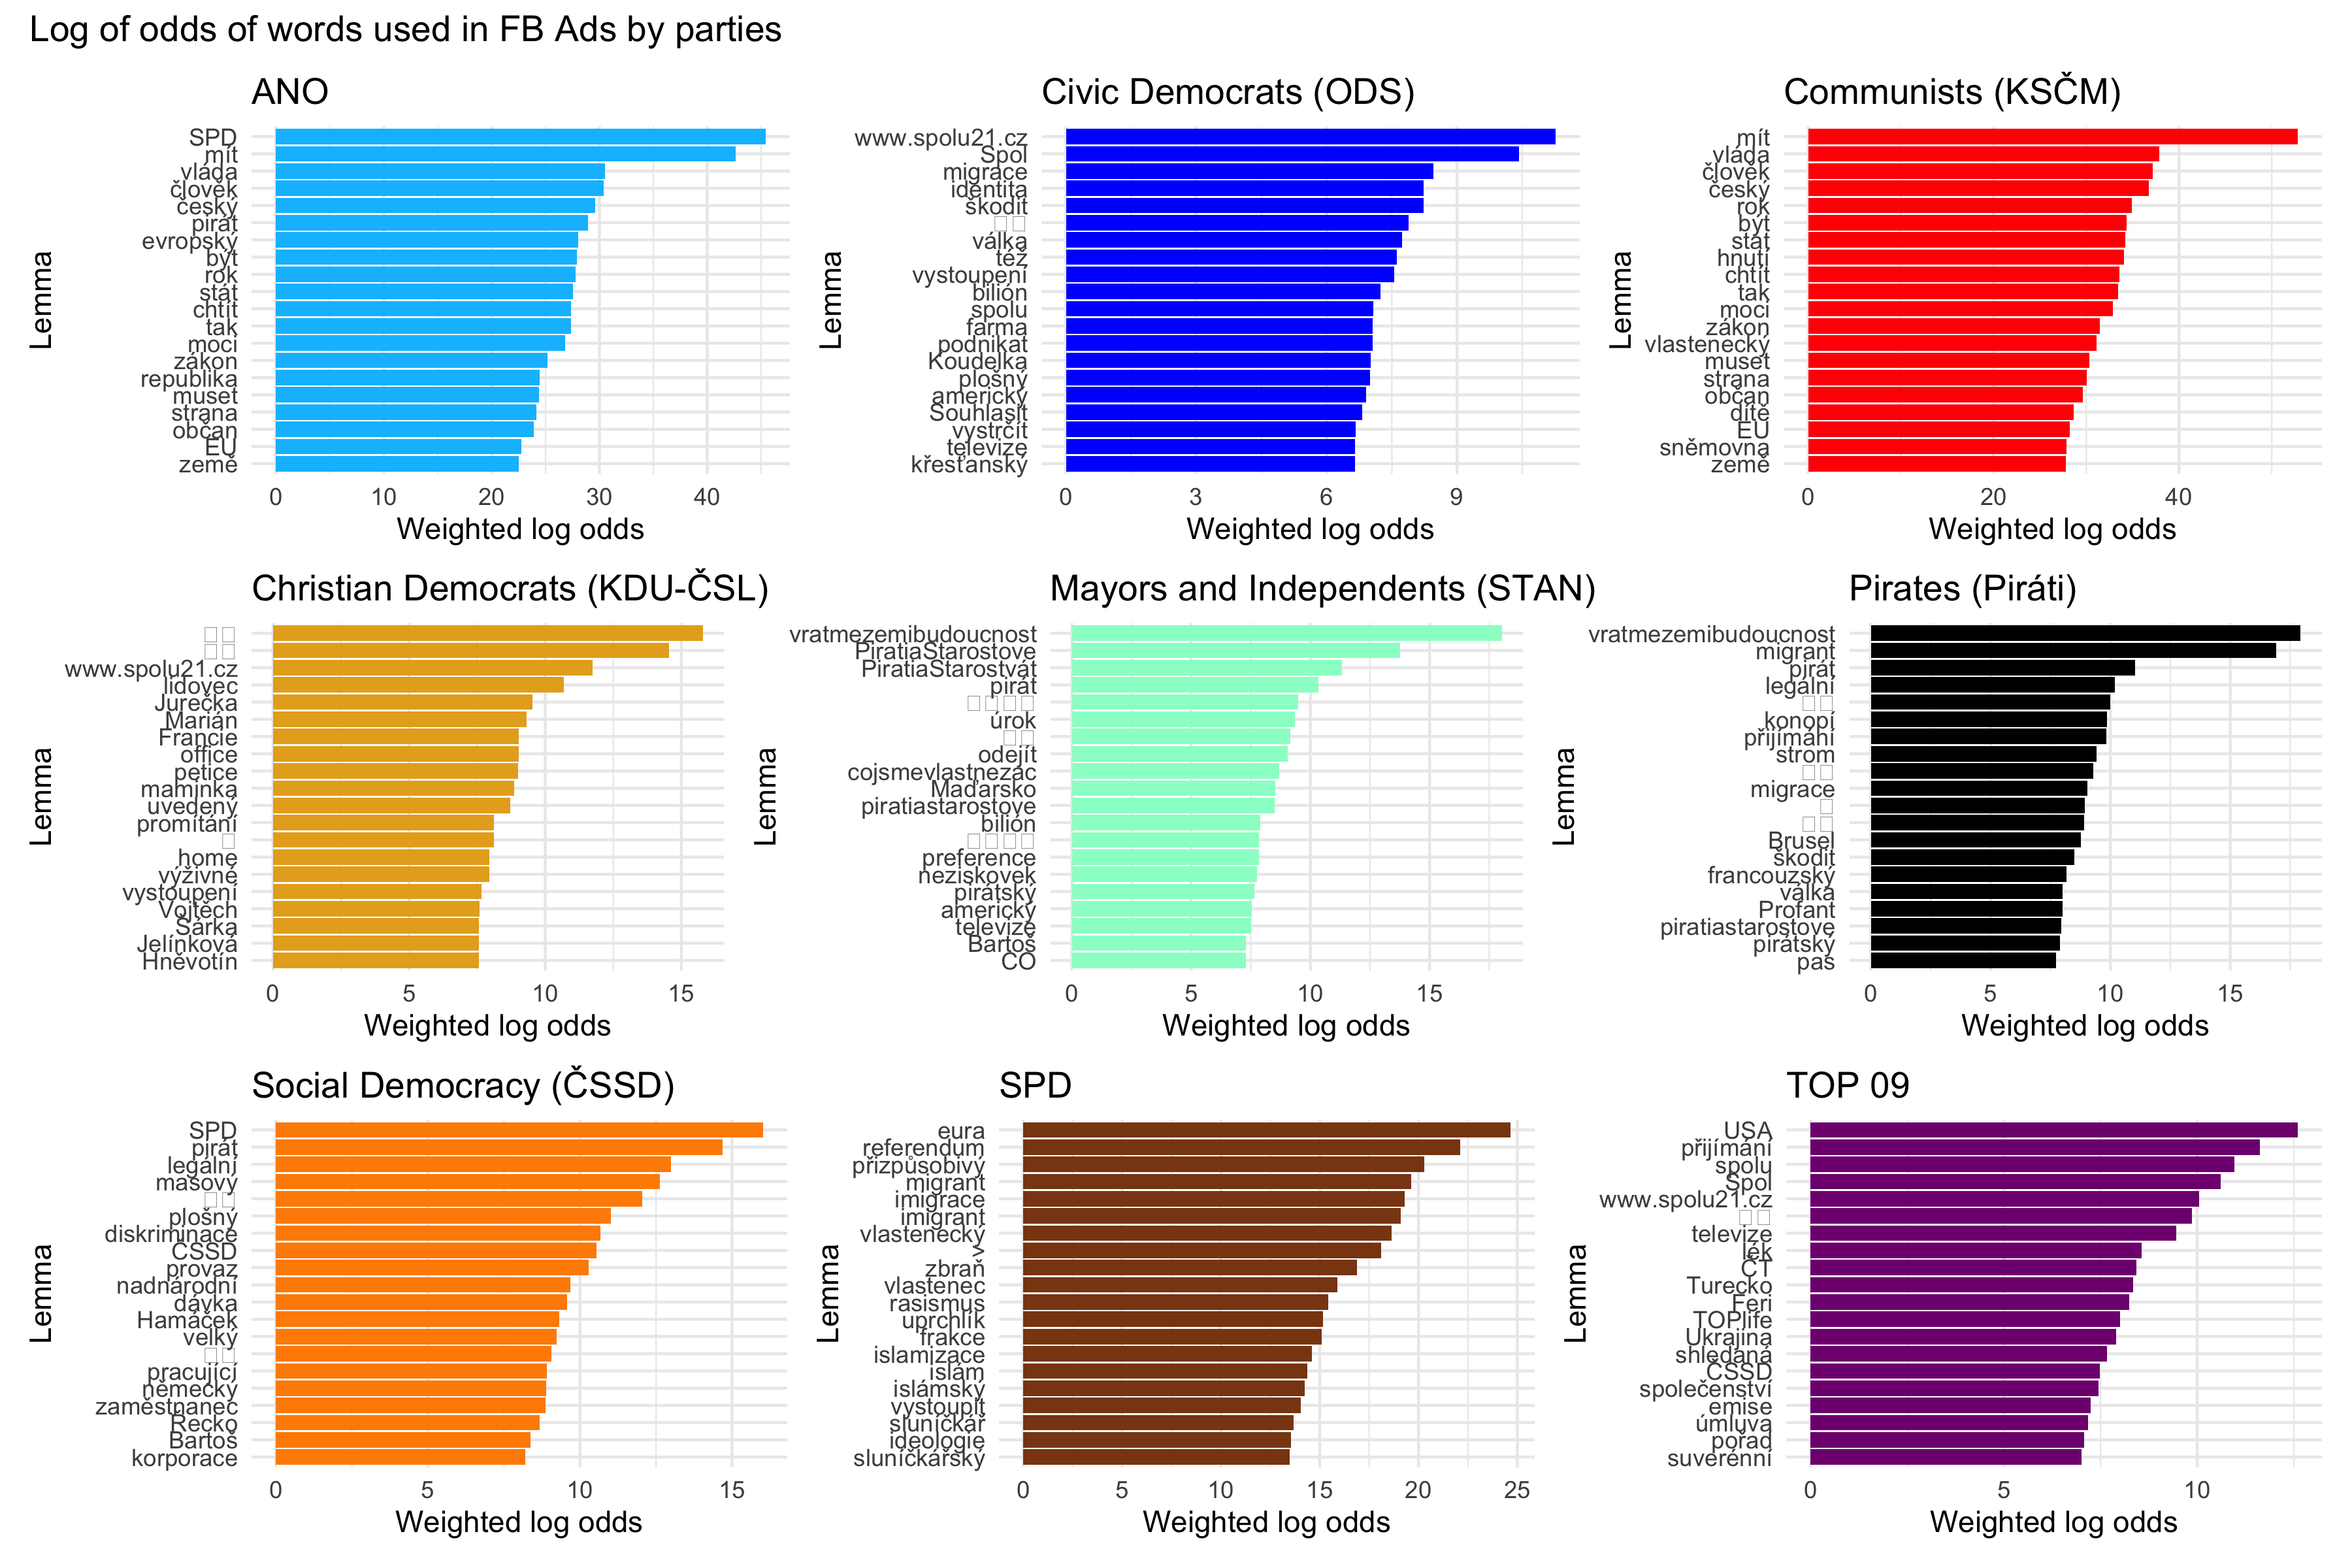 Log of odds of words used in FB Ads by parties
ANO
Lemma
SPD
mít
vláda
člověk
český
pirát
evropský
být
rok
stát
chtít
tak
moci
zákon
republika
muset
strana
občan
EU
země
0 10 20 30 40
Weighted log odds
Civic Democrats (ODS)
Lemma
www.spolu21.cz
Spol
migrace
identita
škodit
válka
též
vystoupení
bilión
spolu
farma
podnikat
Koudelka
plošný
americký
Souhlasit
vystrčit
televize
křesťanský
0 3 6 9
Weighted log odds
Communists (KSČM)
Lemma
mít
vláda
člověk
český
rok
být
stát
hnutí
chtít
tak
moci
zákon
vlastenecký
muset
strana
občan
dítě
EU
sněmovna
země
0 20 40
Weighted log odds
Christian Democrats (KDU-ČSL)
Lemma
www.spolu21.cz
lidovec
Jurečka
Marián
Francie
office
petice
maminka
uvedený
promítání
home
výživné
vystoupení
Vojtěch
Šárka
Jelínková
Hněvotín
0 5 10 15
Weighted log odds
Mayors and Independents (STAN)
Lemma
vratmezemibudoucnost
PiratiaStarostove
PiratiaStarostvát
pirát
úrok
odejít
cojsmevlastnezac
Maďarsko
piratiastarostove
bilión
preference
neziskovek
pirátský
americký
televize
Bartoš
CO
0 5 10 15
Weighted log odds
Pirates (Piráti)
Lemma
vratmezemibudoucnost
migrant
pirát
legální
konopí
přijímání
strom
migrace
Brusel
škodit
francouzský
válka
Profant
piratiastarostove
pirátský
pas
0 5 10 15
Weighted log odds
Social Democracy (ČSSD)
Lemma
SPD
pirát
legální
masový
plošný
diskriminace
ČSSD
provaz
nadnárodní
dávka
Hamáček
velký
pracující
německý
zaměstnanec
Řecko
Bartoš
korporace
0 5 10 15
Weighted log odds
SPD
Lemma
eura
referendum
přizpůsobivý
migrant
imigrace
imigrant
vlastenecký
>
zbraň
vlastenec
rasismus
uprchlík
frakce
islamizace
islám
islámský
vystoupit
sluníčkář
ideologie
sluníčkářský
0 5 10 15 20 25
Weighted log odds
TOP 09
Lemma
USA
přijímání
spolu
Spol
www.spolu21.cz
televize
lék
ČT
Turecko
Feri
TOPlife
Ukrajina
shledaná
ČSSD
společenství
emise
úmluva
pořad
suverénní
0 5 10
Weighted log odds